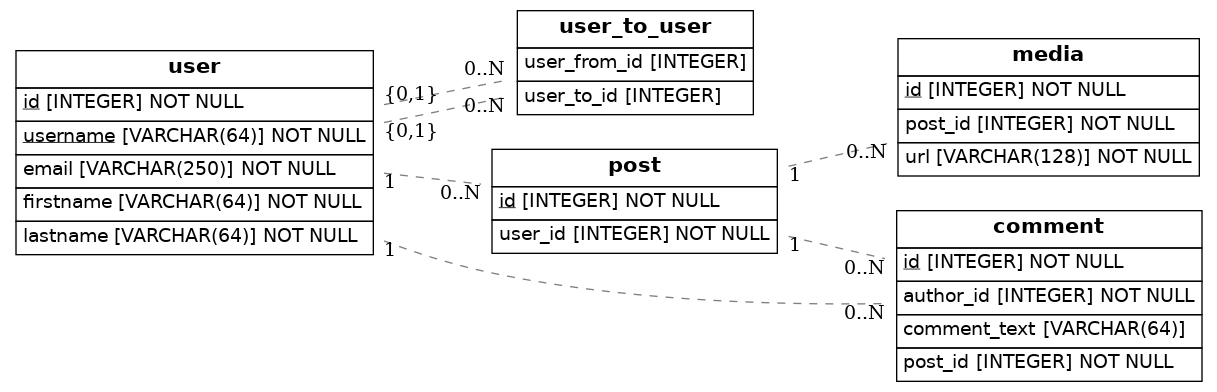 user
id [INTEGER] NOT NULL
username [VARCHAR(64)] NOT NULL
email [VARCHAR(250)] NOT NULL
firstname [VARCHAR(64)] NOT NULL
lastname [VARCHAR(64)] NOT NULL
{0,1}
0..N
{0,1}
0..N
1
0..N
1
0..N
user_to_user
user_from_id [INTEGER]
user_to_id [INTEGER]
post
id [INTEGER] NOT NULL
user_id [INTEGER] NOT NULL
1
0..N
1
0..N
media
id [INTEGER] NOT NULL
post_id [INTEGER] NOT NULL
url [VARCHAR(128)] NOT NULL
comment
id [INTEGER] NOT NULL
author_id [INTEGER] NOT NULL
comment_text [VARCHAR(64)]
post_id [INTEGER] NOT NULL